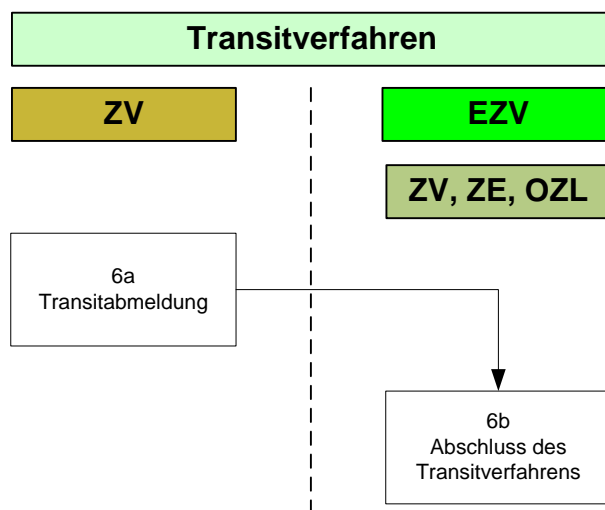 Transitverfahren
ZV
EZV
ZV, ZE, OZL
6a
Transitabmeldung
6b
Abschluss des
Transitverfahrens